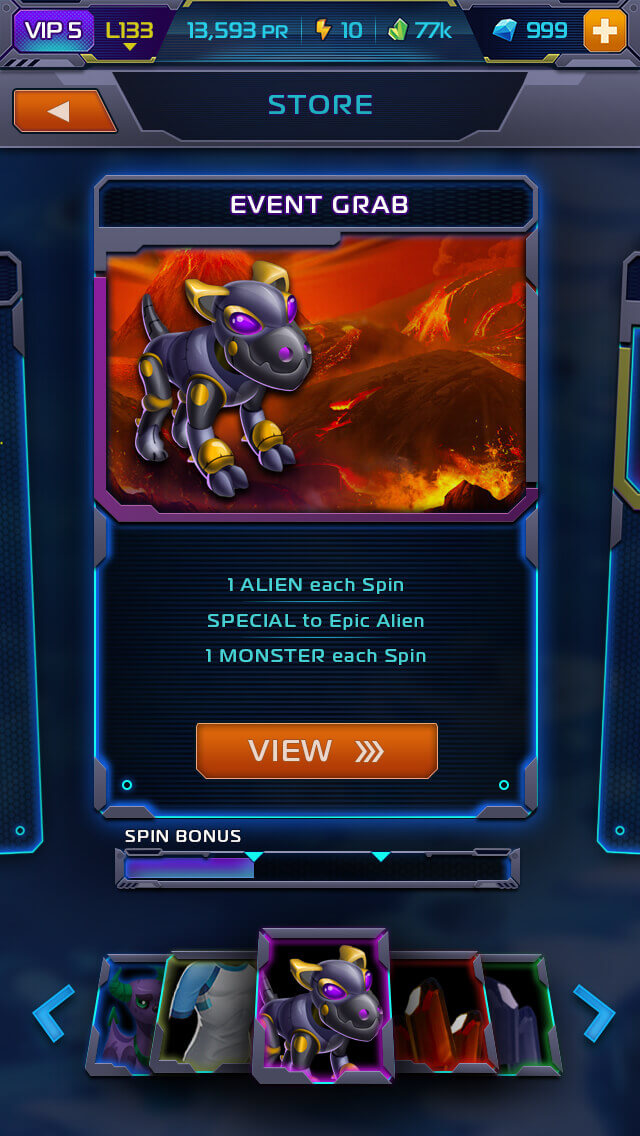 VIP 5 L133 13,593 PR 10 77k 999
STORE
EVENT GRAB
1 ALIEN each Spin
SPECIAL to Epic Alien
1 MONSTER each Spin
VIEW
SPIN BONUS